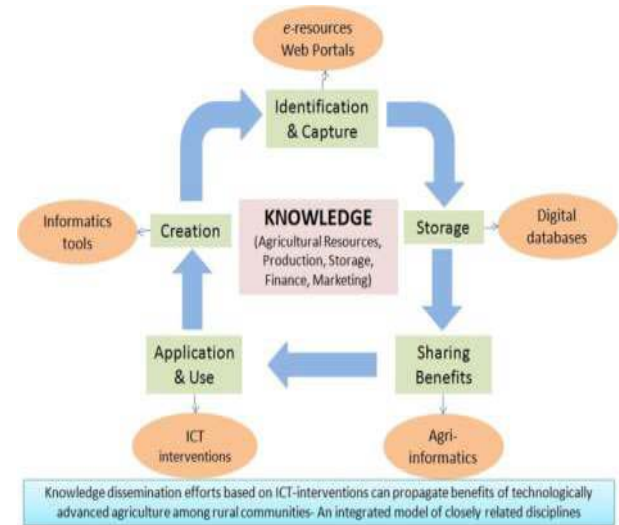 e-resources
Web Portals
Identification
& Capture
Informatics
tools
Creation
KNOWLEDGE
(Agricultural Resources,
Production, Storage,
Finance, Marketing)
Storage
Digital
databases
Application
& Use
Sharing
Benefits
ICT
interventions
Agri-
informatics
Knowledge dissemination efforts based on ICT-interventions can propagate benefits of technologically
advanced agriculture among rural communities- An integrated model of closely related disciplines